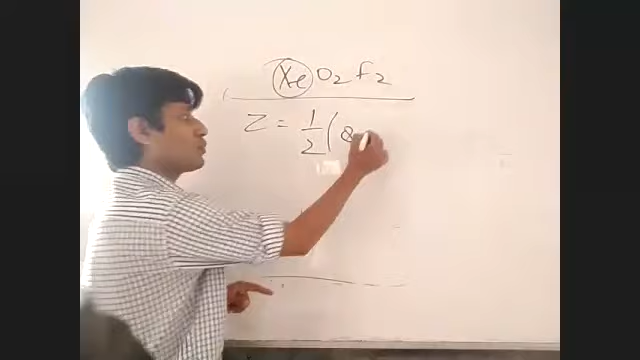 XeO₂F₂
Z = 1/2 (8